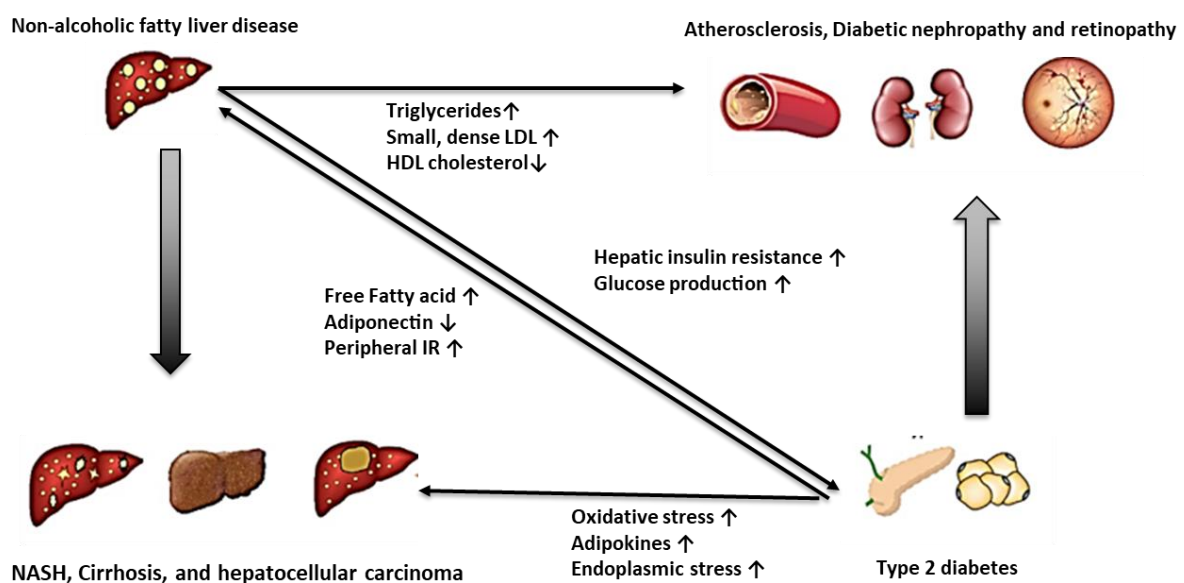 Non-alcoholic fatty liver disease
Atherosclerosis, Diabetic nephropathy and retinopathy
Triglycerides↑
Small, dense LDL ↑
HDL cholesterol↓
Hepatic insulin resistance ↑
Glucose production ↑
Free Fatty acid ↑
Adiponectin ↓
Peripheral IR ↑
Oxidative stress ↑
Adipokines ↑
Endoplasmic stress ↑
NASH, Cirrhosis, and hepatocellular carcinoma
Type 2 diabetes